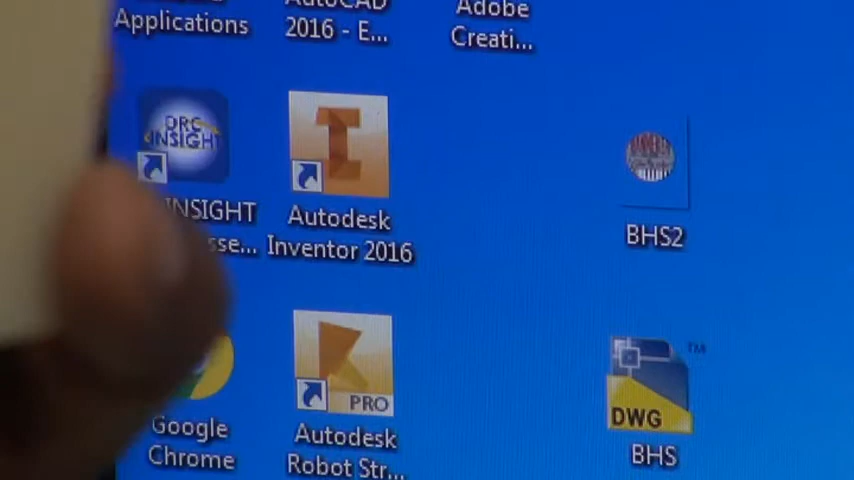 Applications
AutoCAD
2016 - E...
Adobe
Creati...
DRC
INSIGHT
INSIGHT
sse...
Autodesk
Inventor 2016
BHS2
Google
Chrome
PRO
Autodesk
Robot Str...
DWG
TM
BHS